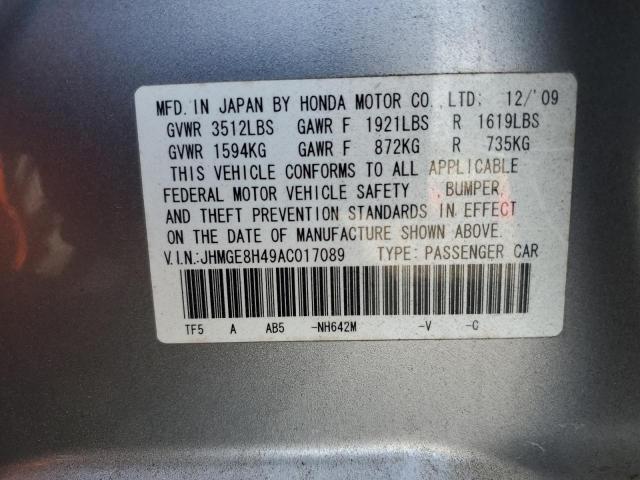 MFD. IN JAPAN BY HONDA MOTOR CO., LTD: 12/'09
GVWR 3512LBS GAWR F 1921LBS R 1619LBS
GVWR 1594KG GAWR F 872KG R 735KG
THIS VEHICLE CONFORMS TO ALL APPLICABLE
FEDERAL MOTOR VEHICLE SAFETY , BUMPER,
AND THEFT PREVENTION STANDARDS IN EFFECT
ON THE DATE OF MANUFACTURE SHOWN ABOVE.
V.I.N.:JHMGE8H49AC017089 TYPE: PASSENGER CAR
TF5 A AB5 -NH642M -V -C